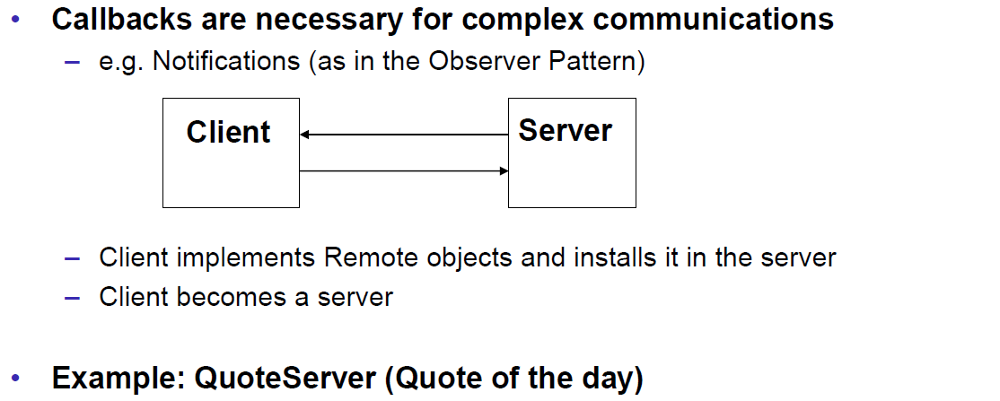 • Callbacks are necessary for complex communications
– e.g. Notifications (as in the Observer Pattern)
Client
Server
– Client implements Remote objects and installs it in the server
– Client becomes a server
• Example: QuoteServer (Quote of the day)